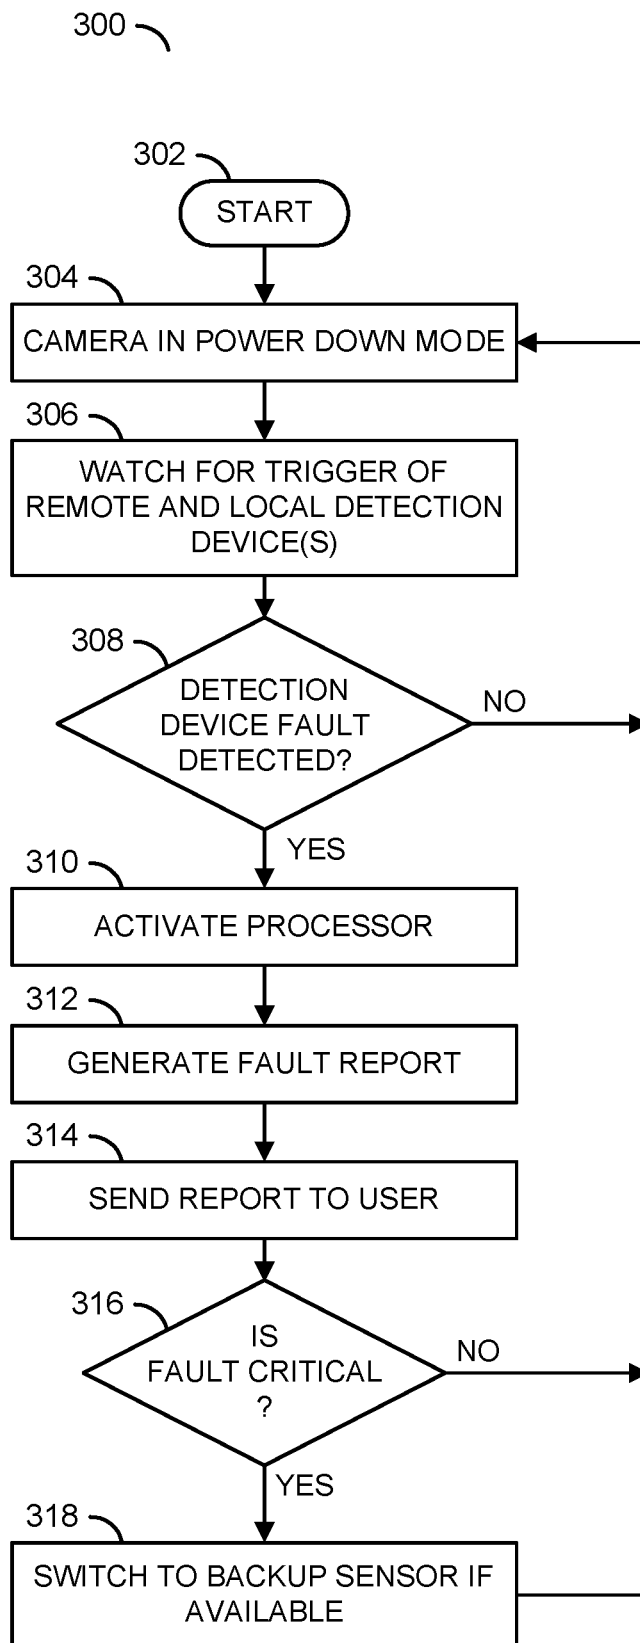 300
302
START
304
CAMERA IN POWER DOWN MODE
306
WATCH FOR TRIGGER OF
REMOTE AND LOCAL DETECTION
DEVICE(S)
308
DETECTION
DEVICE FAULT
DETECTED?
NO
YES
310
ACTIVATE PROCESSOR
312
GENERATE FAULT REPORT
314
SEND REPORT TO USER
316
IS
FAULT CRITICAL
?
NO
YES
318
SWITCH TO BACKUP SENSOR IF
AVAILABLE